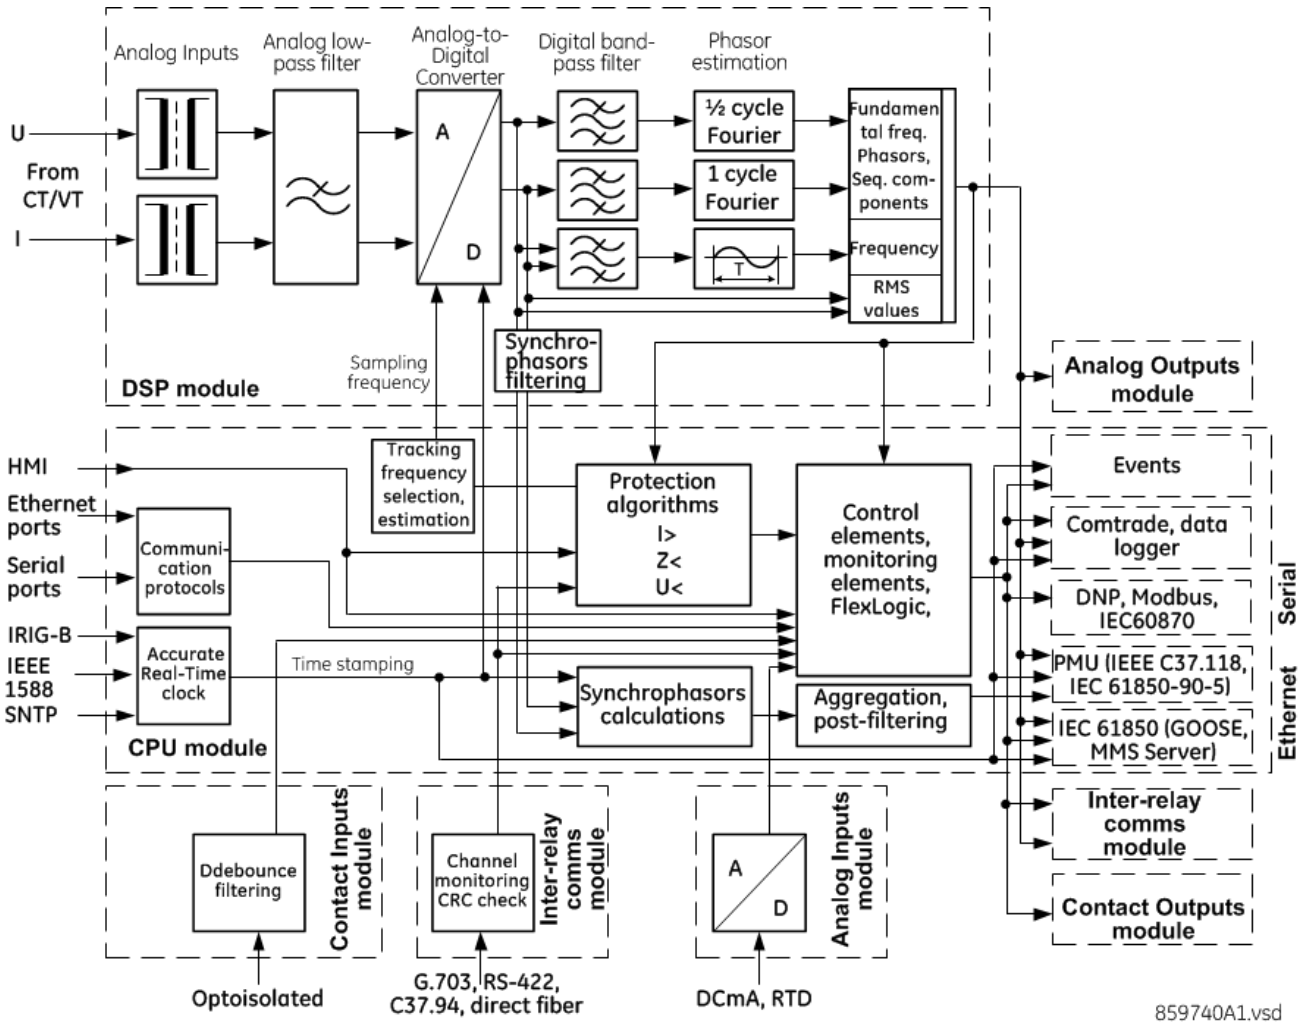 Analog Inputs
Analog low-
pass filter
Analog-to-
Digital
Converter
Digital band-
pass filter
Phasor
estimation
U
From
CT/VT
I
A
D
½ cycle
Fourier
1 cycle
Fourier
T
Fundamen
tal freq.
Phasors,
Seq. com-
ponents
Frequency
RMS
values
Sampling
frequency
Synchro-
phasors
filtering
DSP module
Analog Outputs
module
HMI
Ethernet
ports
Serial
ports
IRIG-B
IEEE
1588
SNTP
Tracking
frequency
selection,
estimation
Communi-
cation
protocols
Accurate
Real-Time
clock
Time stamping
CPU module
Protection
algorithms
I>
Z<
U<
Control
elements,
monitoring
elements,
FlexLogic,
Synchrophasors
calculations
Aggregation,
post-filtering
Events
Comtrade, data
logger
DNP, Modbus,
IEC60870
PMU (IEEE C37.118,
IEC 61850-90-5)
IEC 61850 (GOOSE,
MMS Server)
Serial
Ethernet
Inter-relay
comms
module
Contact Outputs
module
Ddebounce
filtering
Contact Inputs
module
Optoisolated
Channel
monitoring
CRC check
Inter-relay
comms
module
G.703, RS-422,
C37.94, direct fiber
A
D
Analog Inputs
module
DCmA, RTD
859740A1.vsd